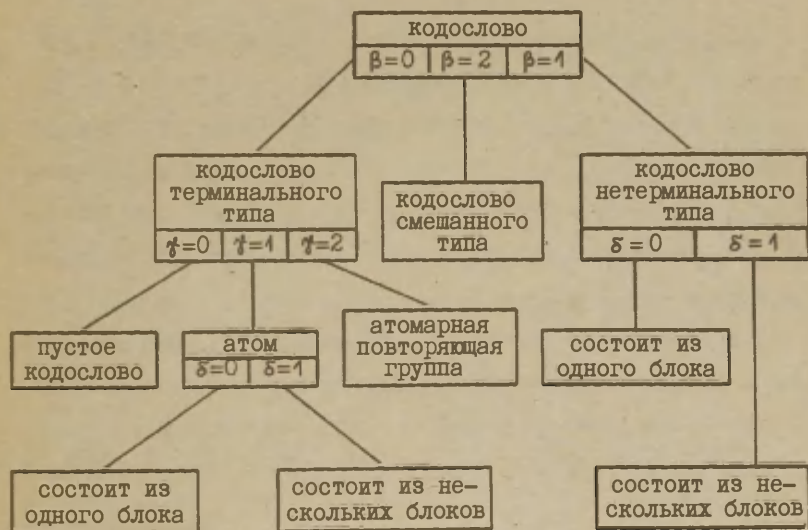 кодослово
β=0 β=2 β=1
кодослово
терминального
типа
γ=0 γ=1 γ=2
кодослово
смешанного
типа
кодослово
нетерминального
типа
δ=0 δ=1
пустое
кодослово
атом
δ=0 δ=1
атомарная
повторяющая
группа
состоит из
одного блока
состоит из
одного блока
состоит из не-
скольких блоков
состоит из не-
скольких блоков